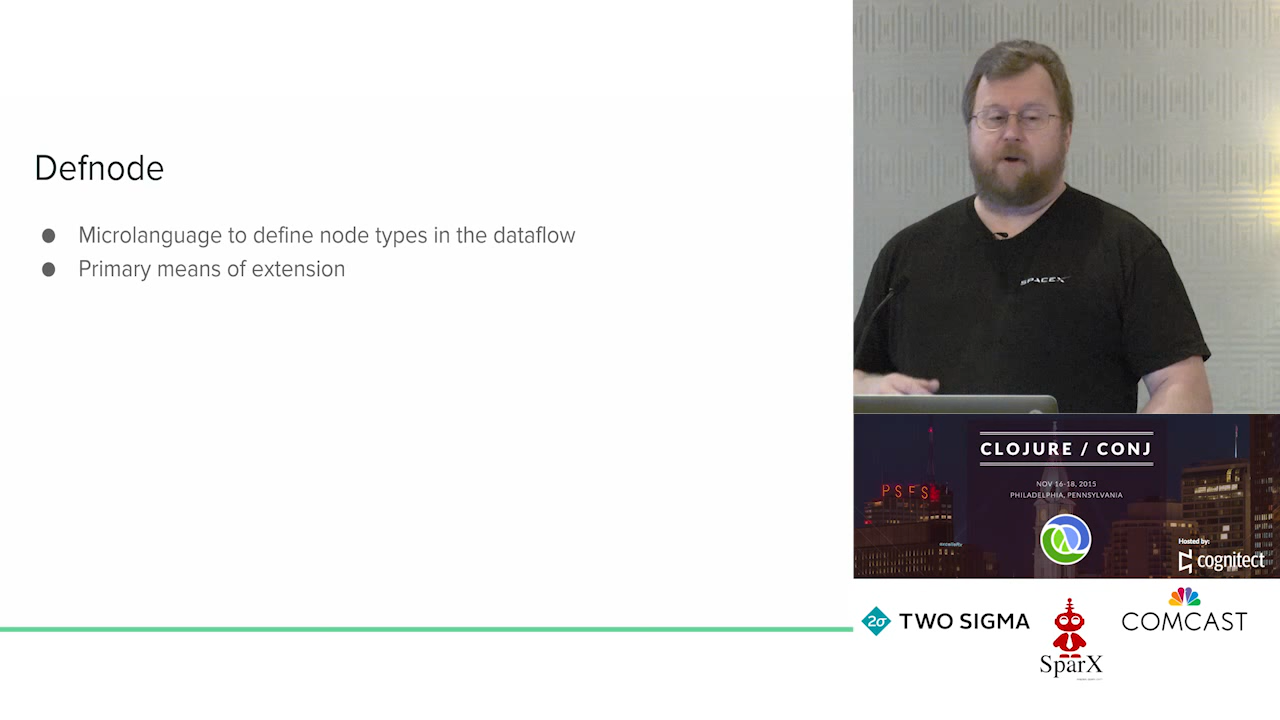 Defnode
Microlanguage to define node types in the dataflow
Primary means of extension
SPACEX
CLOJURE / CONJ
NOV 16-18, 2015
PHILADELPHIA, PENNSYLVANIA
PSFS
Hosted by:
cognitect
2σ TWO SIGMA
SparX
COMCAST